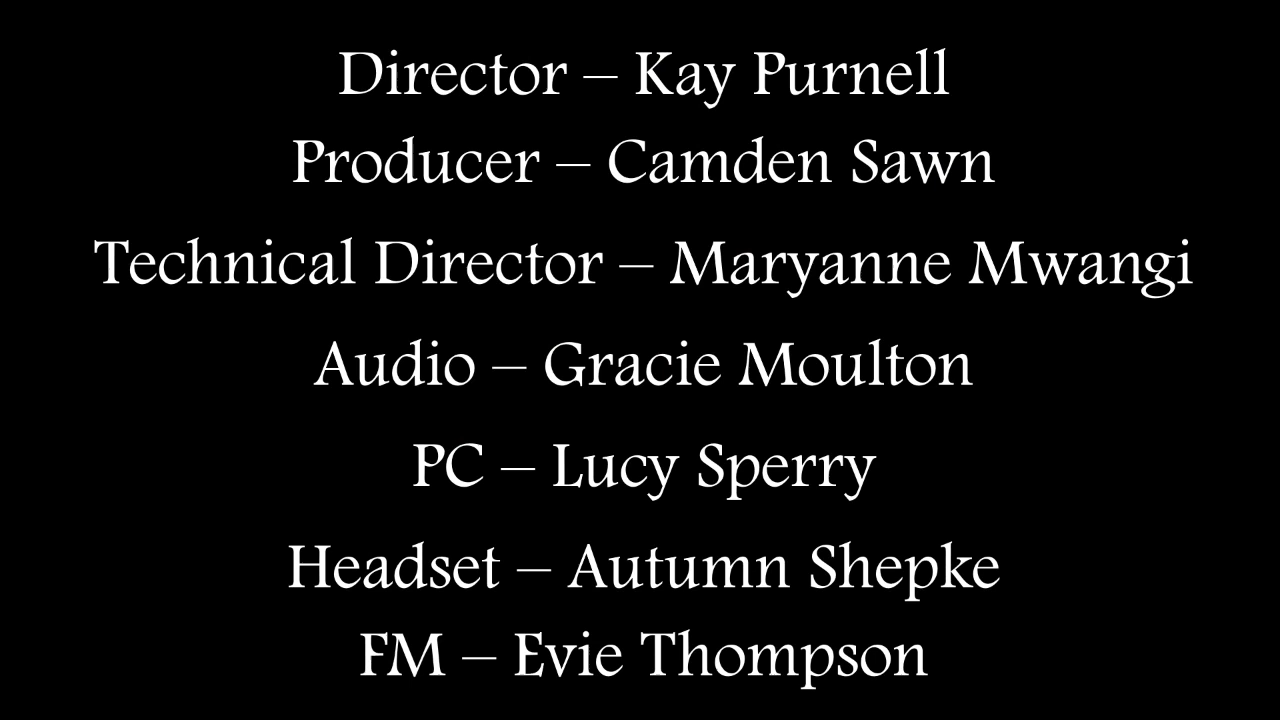 Director – Kay Purnell
Producer – Camden Sawn
Technical Director – Maryanne Mwangi
Audio – Gracie Moulton
PC – Lucy Sperry
Headset – Autumn Shepke
FM – Evie Thompson